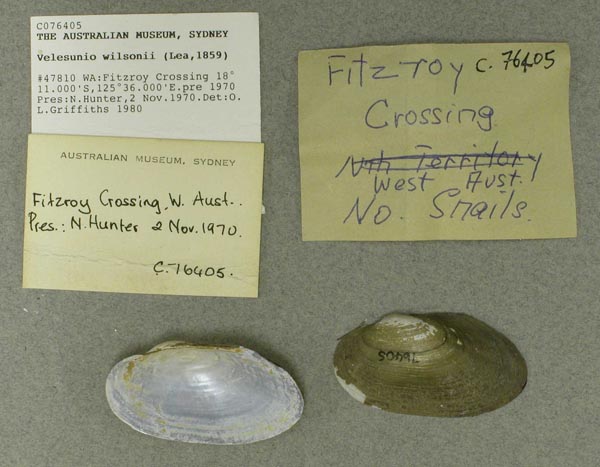 C076405
THE AUSTRALIAN MUSEUM, SYDNEY
Velesunio wilsonii (Lea,1859)
#47810 WA:Fitzroy Crossing 18°
11.000'S,125°36.000'E.pre 1970
Pres:N.Hunter,2 Nov.1970.Det:O.
L.Griffiths 1980
AUSTRALIAN MUSEUM, SYDNEY
Fitzroy Crossing, W. Aust..
Pres.: N. Hunter 2 Nov. 1970.
C.76405.
Fitzroy C. 76405
Crossing
Nth Territory
West Aust.
No. Snails.
76405